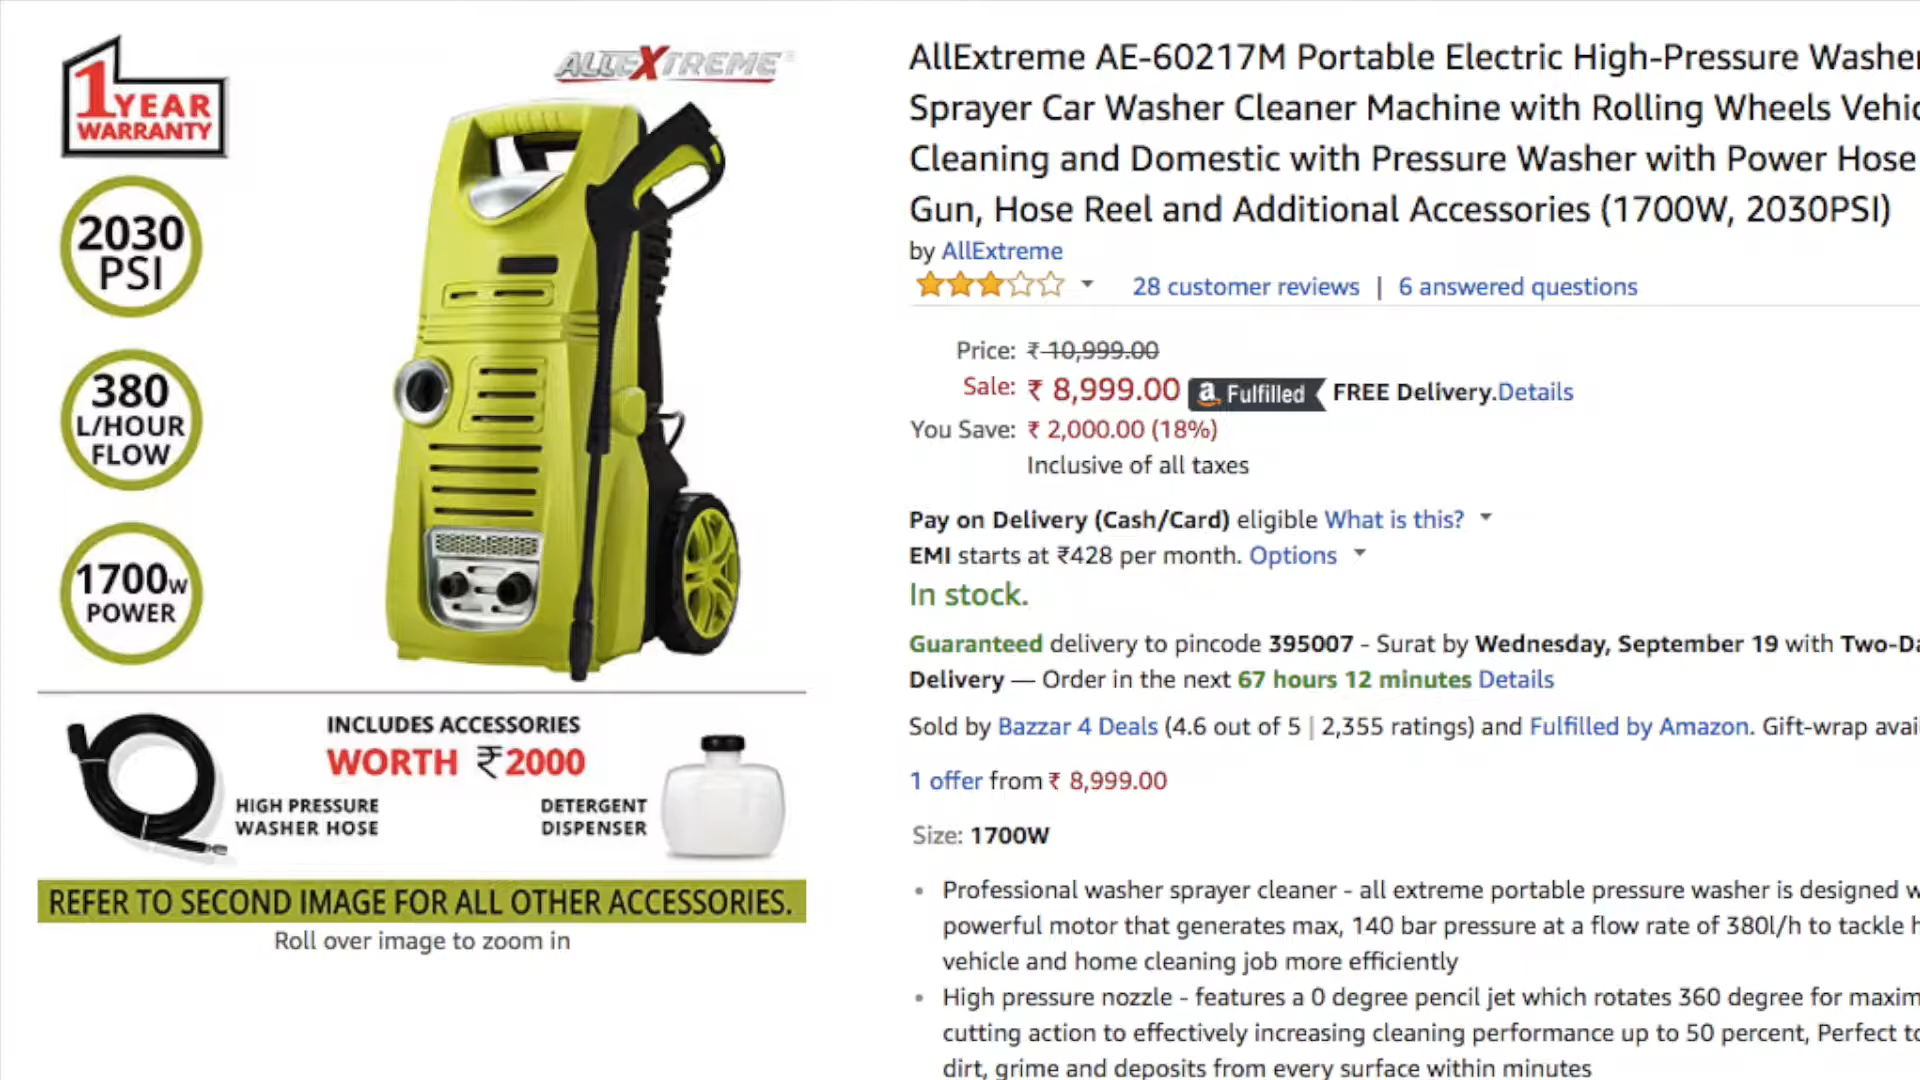 1 YEAR
WARRANTY
ALLEXTREME
2030
PSI
380
L/HOUR
FLOW
1700W
POWER
INCLUDES ACCESSORIES
WORTH ₹2000
HIGH PRESSURE
WASHER HOSE
DETERGENT
DISPENSER
REFER TO SECOND IMAGE FOR ALL OTHER ACCESSORIES.
Roll over image to zoom in
AllExtreme AE-60217M Portable Electric High-Pressure Washer
Sprayer Car Washer Cleaner Machine with Rolling Wheels
Cleaning and Domestic with Pressure Washer with Power Hose
Gun, Hose Reel and Additional Accessories (1700W, 2030PSI)
by AllExtreme
28 customer reviews | 6 answered questions
Price: ₹ 10,999.00
Sale: ₹ 8,999.00 a Fulfilled FREE Delivery.Details
You Save: ₹ 2,000.00 (18%)
Inclusive of all taxes
Pay on Delivery (Cash/Card) eligible What is this?
EMI starts at ₹428 per month. Options
In stock.
Guaranteed delivery to pincode 395007 - Surat by Wednesday, September 19 with
Delivery — Order in the next 67 hours 12 minutes Details
Sold by Bazzar 4 Deals (4.6 out of 5 | 2,355 ratings) and Fulfilled by Amazon. Gift-wrap
1 offer from ₹ 8,999.00
Size: 1700W
• Professional washer sprayer cleaner - all extreme portable pressure washer is designed
powerful motor that generates max, 140 bar pressure at a flow rate of 380l/h to tackle
vehicle and home cleaning job more efficiently
• High pressure nozzle - features a 0 degree pencil jet which rotates 360 degree for
cutting action to effectively increasing cleaning performance up to 50 percent, Perfect
dirt, grime and deposits from every surface within minutes